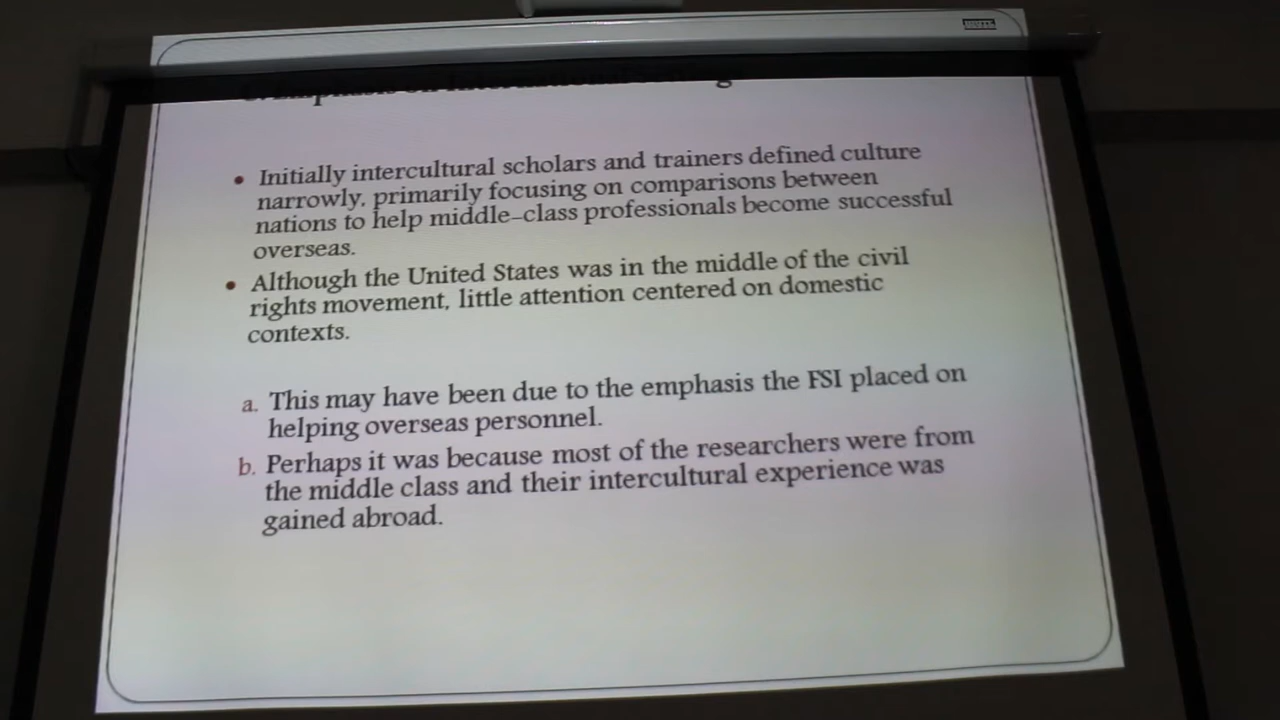 Emphasis on International
• Initially intercultural scholars and trainers defined culture
narrowly, primarily focusing on comparisons between
nations to help middle-class professionals become successful
overseas.
• Although the United States was in the middle of the civil
rights movement, little attention centered on domestic
contexts.
a. This may have been due to the emphasis the FSI placed on
helping overseas personnel.
b. Perhaps it was because most of the researchers were from
the middle class and their intercultural experience was
gained abroad.